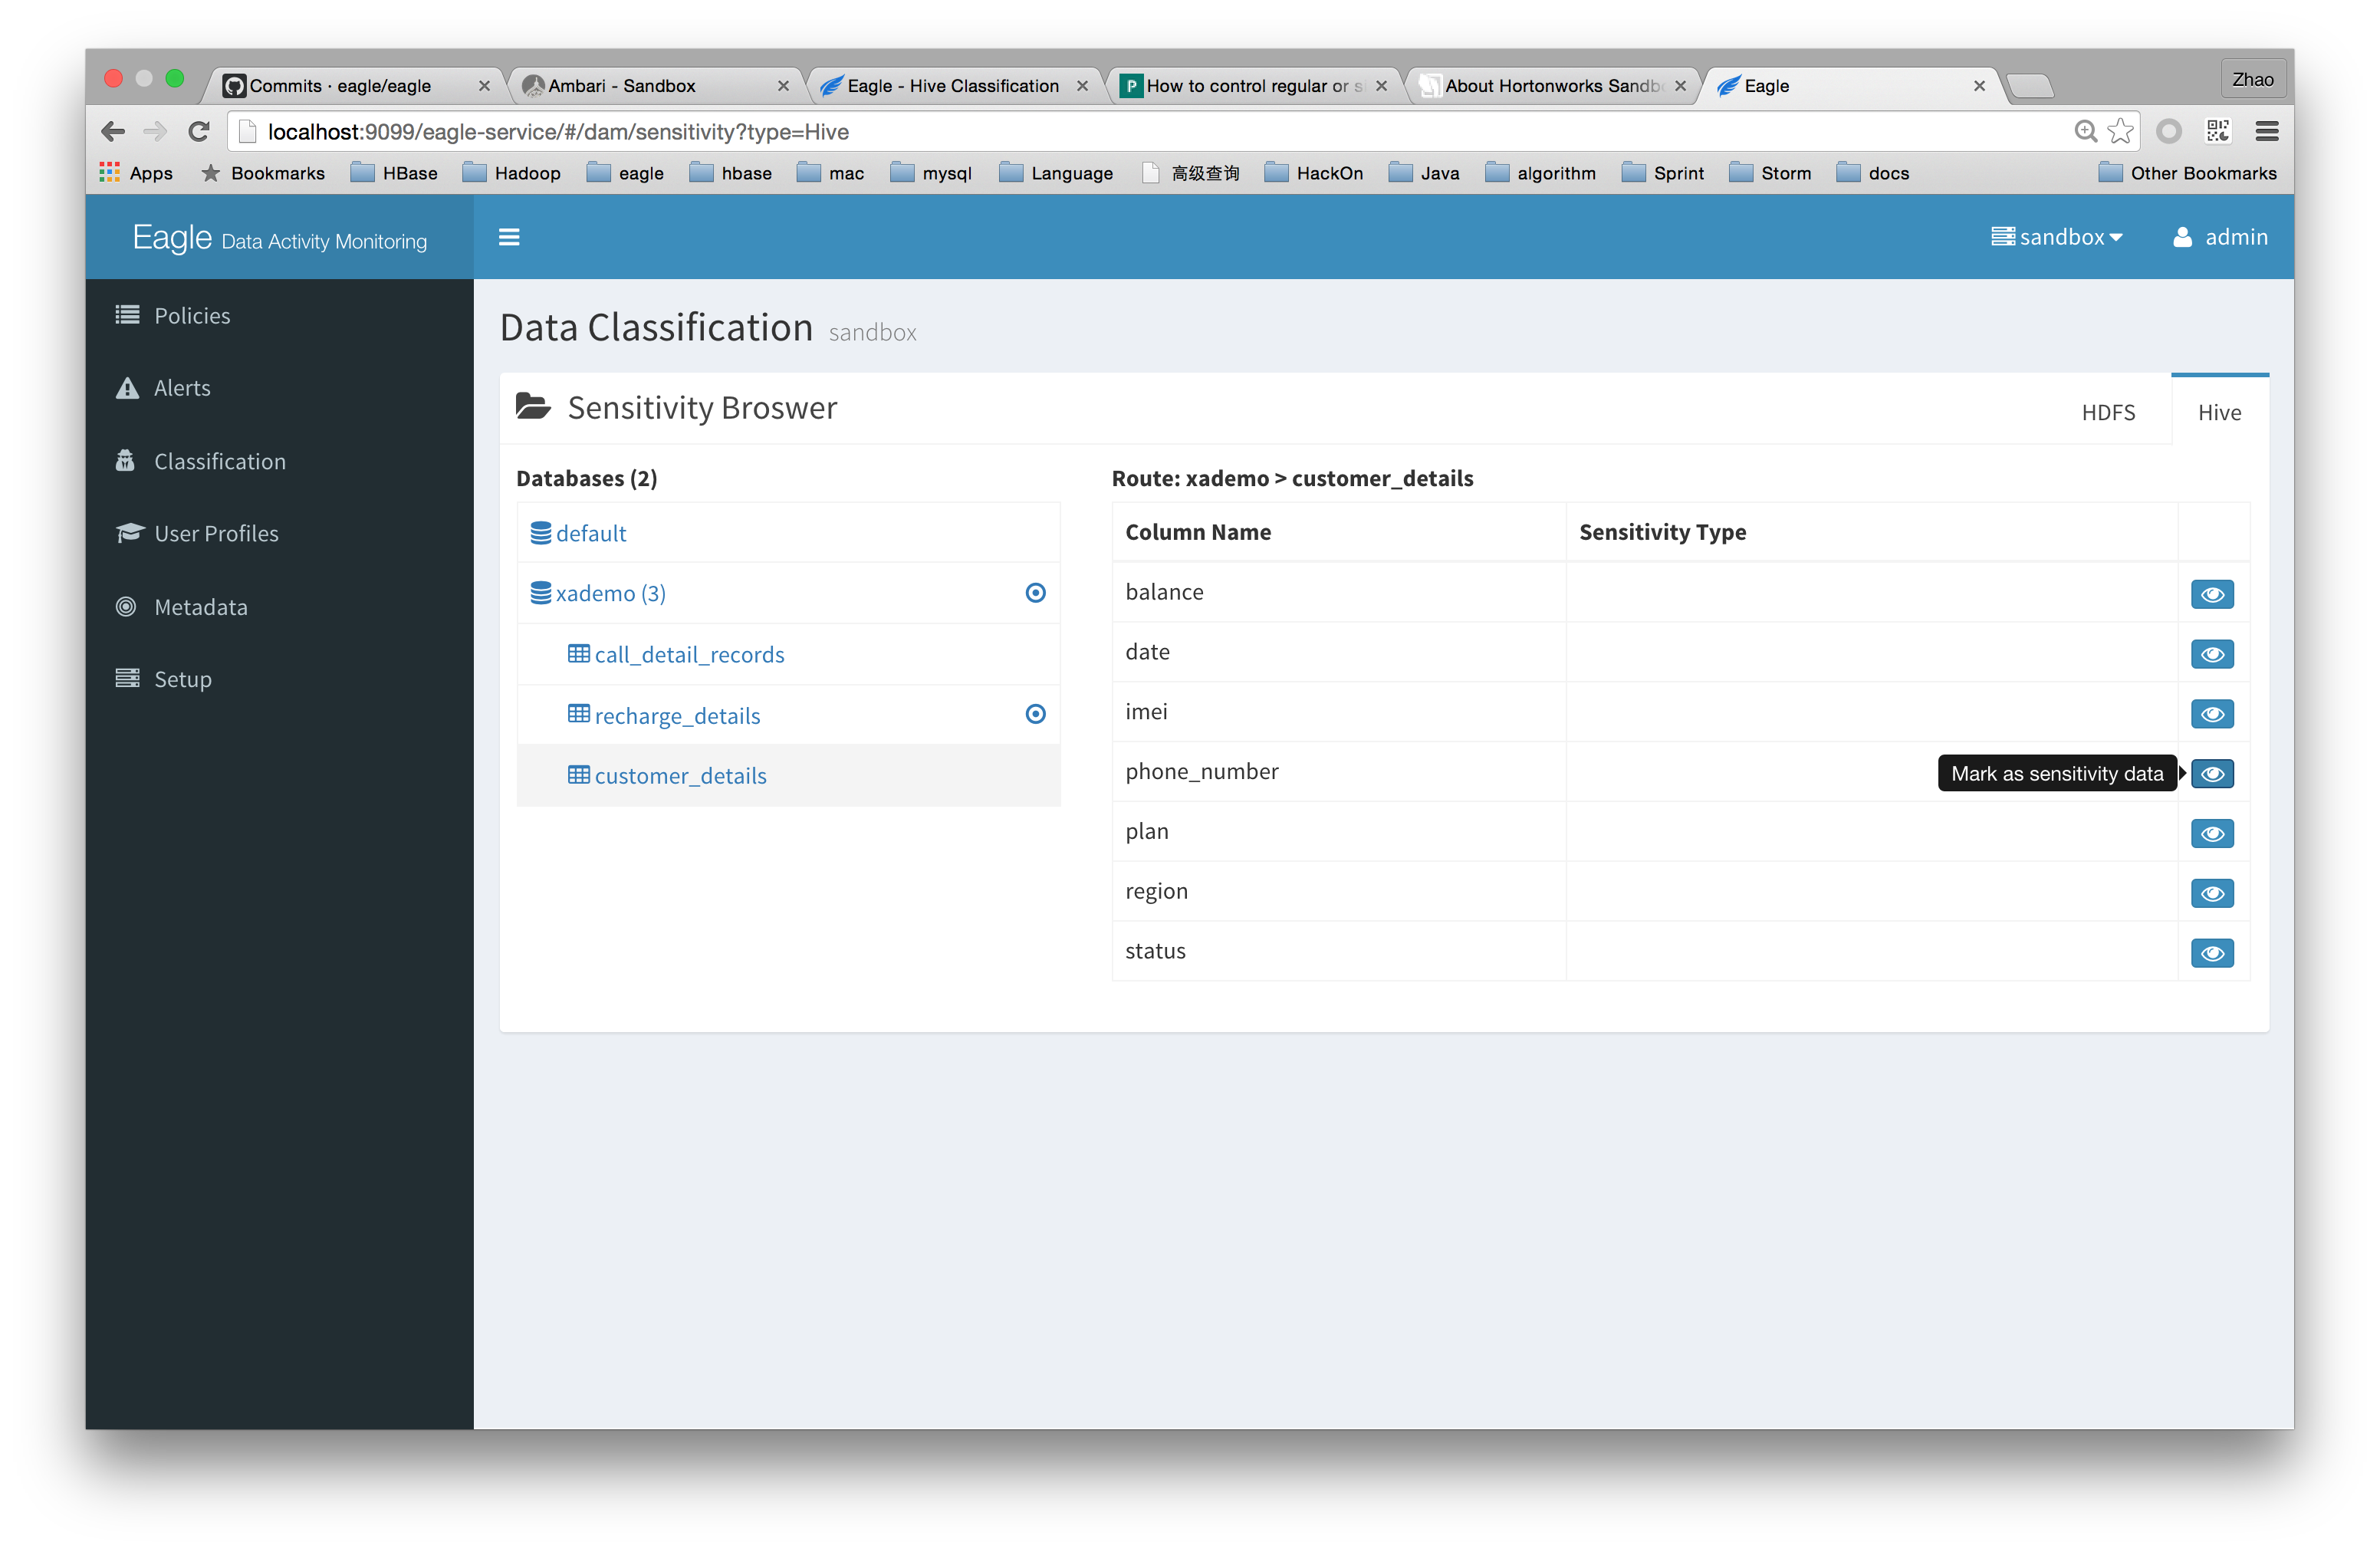 Commits · eagle/eagle
Ambari - Sandbox
Eagle - Hive Classification
How to control regular or s
About Hortonworks Sandb
Eagle
Zhao
localhost:9099/eagle-service/#/dam/sensitivity?type=Hive
Apps Bookmarks HBase Hadoop eagle hbase mac mysql Language 高级查询 HackOn Java algorithm Sprint Storm docs Other Bookmarks
Eagle Data Activity Monitoring
sandbox
admin
Policies
Alerts
Classification
User Profiles
Metadata
Setup
Data Classification sandbox
Sensitivity Broswer
HDFS
Hive
Databases (2)
default
xademo (3)
call_detail_records
recharge_details
customer_details
Route: xademo > customer_details
Column Name Sensitivity Type
balance
date
imei
phone_number
Mark as sensitivity data
plan
region
status